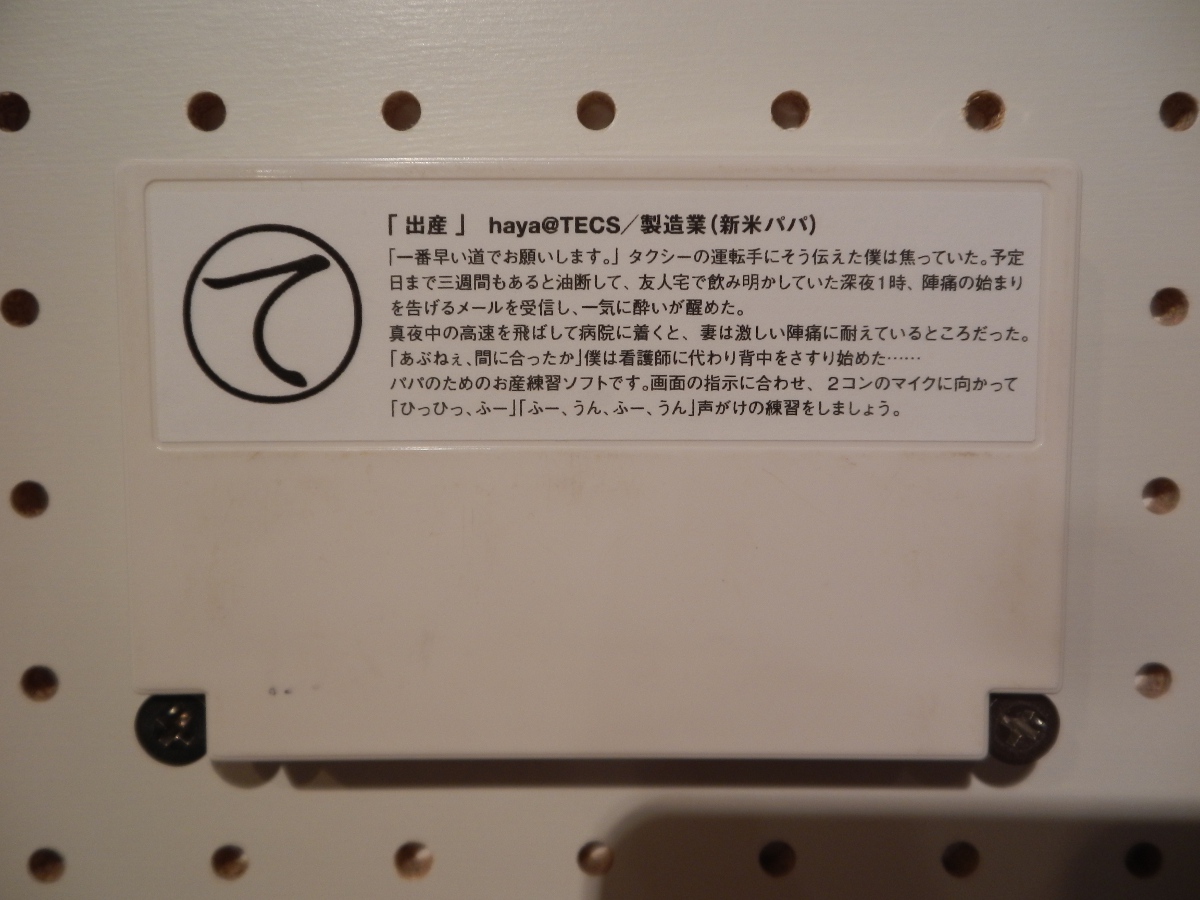 て
「出産」 haya@TECS／製造業(新米パパ)
「一番早い道でお願いします。」タクシーの運転手にそう伝えた僕は焦っていた。予定
日まで三週間もあると油断して、友人宅で飲み明かしていた深夜1時、陣痛の始まり
を告げるメールを受信し、一気に酔いが醒めた。
真夜中の高速を飛ばして病院に着くと、妻は激しい陣痛に耐えているところだった。
「あぶねぇ、間に合ったか」僕は看護師に代わり背中をさすり始めた……
パパのためのお産練習ソフトです。画面の指示に合わせ、2コンのマイクに向かって
「ひっひっ、ふー」「ふー、うん、ふー、うん」声がけの練習をしましょう。